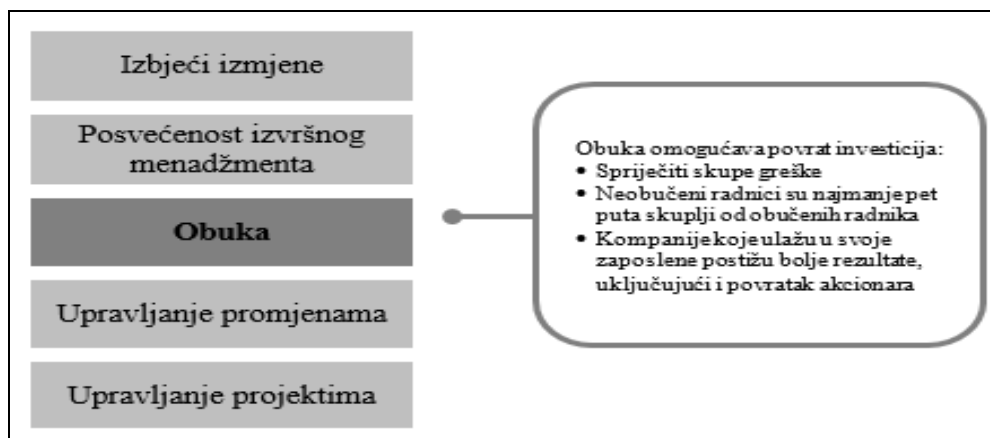 Izbjeći izmjene
Posvećenost izvršnog
menadžmenta
Obuka
Upravljanje promjenama
Upravljanje projektima
Obuka omogućava povrat investicija:
• Spriječiti skupe greške
• Neobučeni radnici su najmanje pet
puta skuplji od obučenih radnika
• Kompanije koje ulažu u svoje
zaposlene postižu bolje rezultate,
uključujući i povratak akcionara